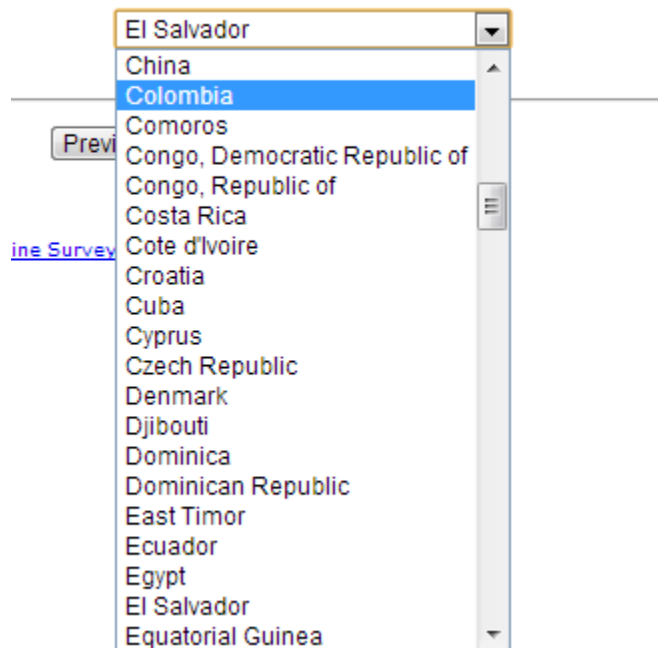 El Salvador
China
Colombia
Comoros
Previ
Congo, Democratic Republic of
Congo, Republic of
Costa Rica
ine Survey
Cote d'Ivoire
Croatia
Cuba
Cyprus
Czech Republic
Denmark
Djibouti
Dominica
Dominican Republic
East Timor
Ecuador
Egypt
El Salvador
Equatorial Guinea